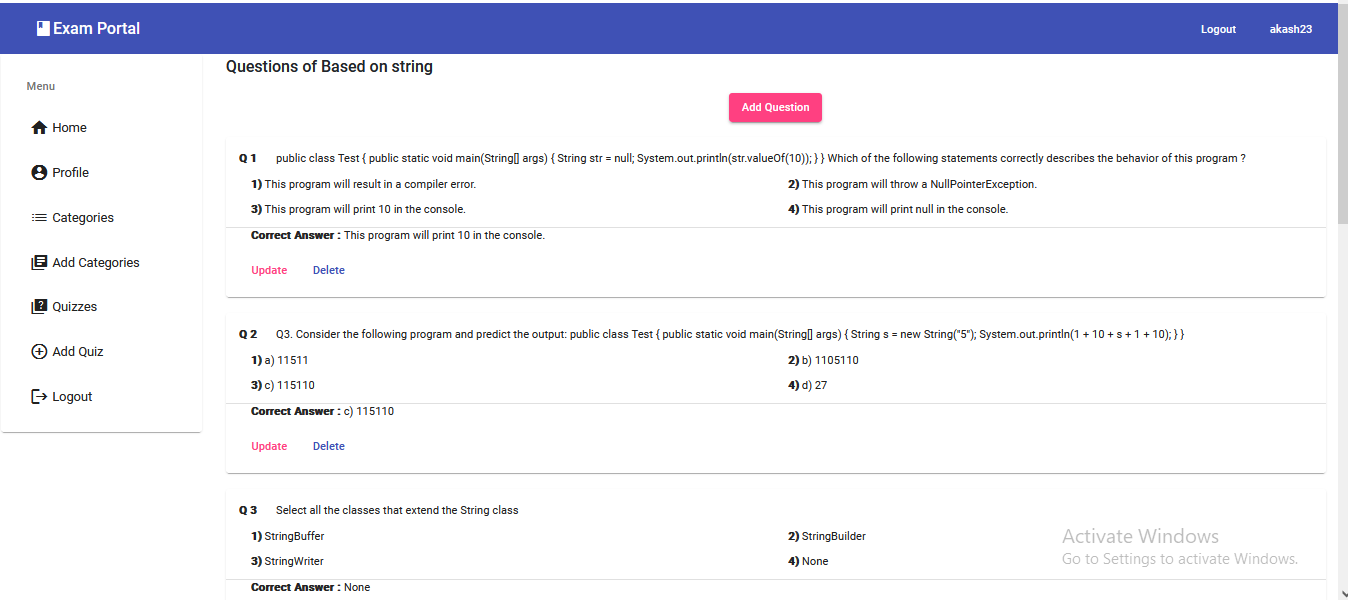 Exam Portal
Logout
akash23
Menu
Home
Profile
Categories
Add Categories
Quizzes
Add Quiz
Logout
Questions of Based on string
Add Question
Q 1 public class Test { public static void main(String[] args) { String str = null; System.out.println(str.valueOf(10)); } } Which of the following statements correctly describes the behavior of this program ?
1) This program will result in a compiler error.
2) This program will throw a NullPointerException.
3) This program will print 10 in the console.
4) This program will print null in the console.
Correct Answer : This program will print 10 in the console.
Update Delete
Q 2 Q3. Consider the following program and predict the output: public class Test { public static void main(String[] args) { String s = new String("5"); System.out.println(1 + 10 + s + 1 + 10); } }
1) a) 11511
2) b) 1105110
3) c) 115110
4) d) 27
Correct Answer : c) 115110
Update Delete
Q 3 Select all the classes that extend the String class
1) StringBuffer
2) StringBuilder
3) StringWriter
4) None
Correct Answer : None
Activate Windows
Go to Settings to activate Windows.